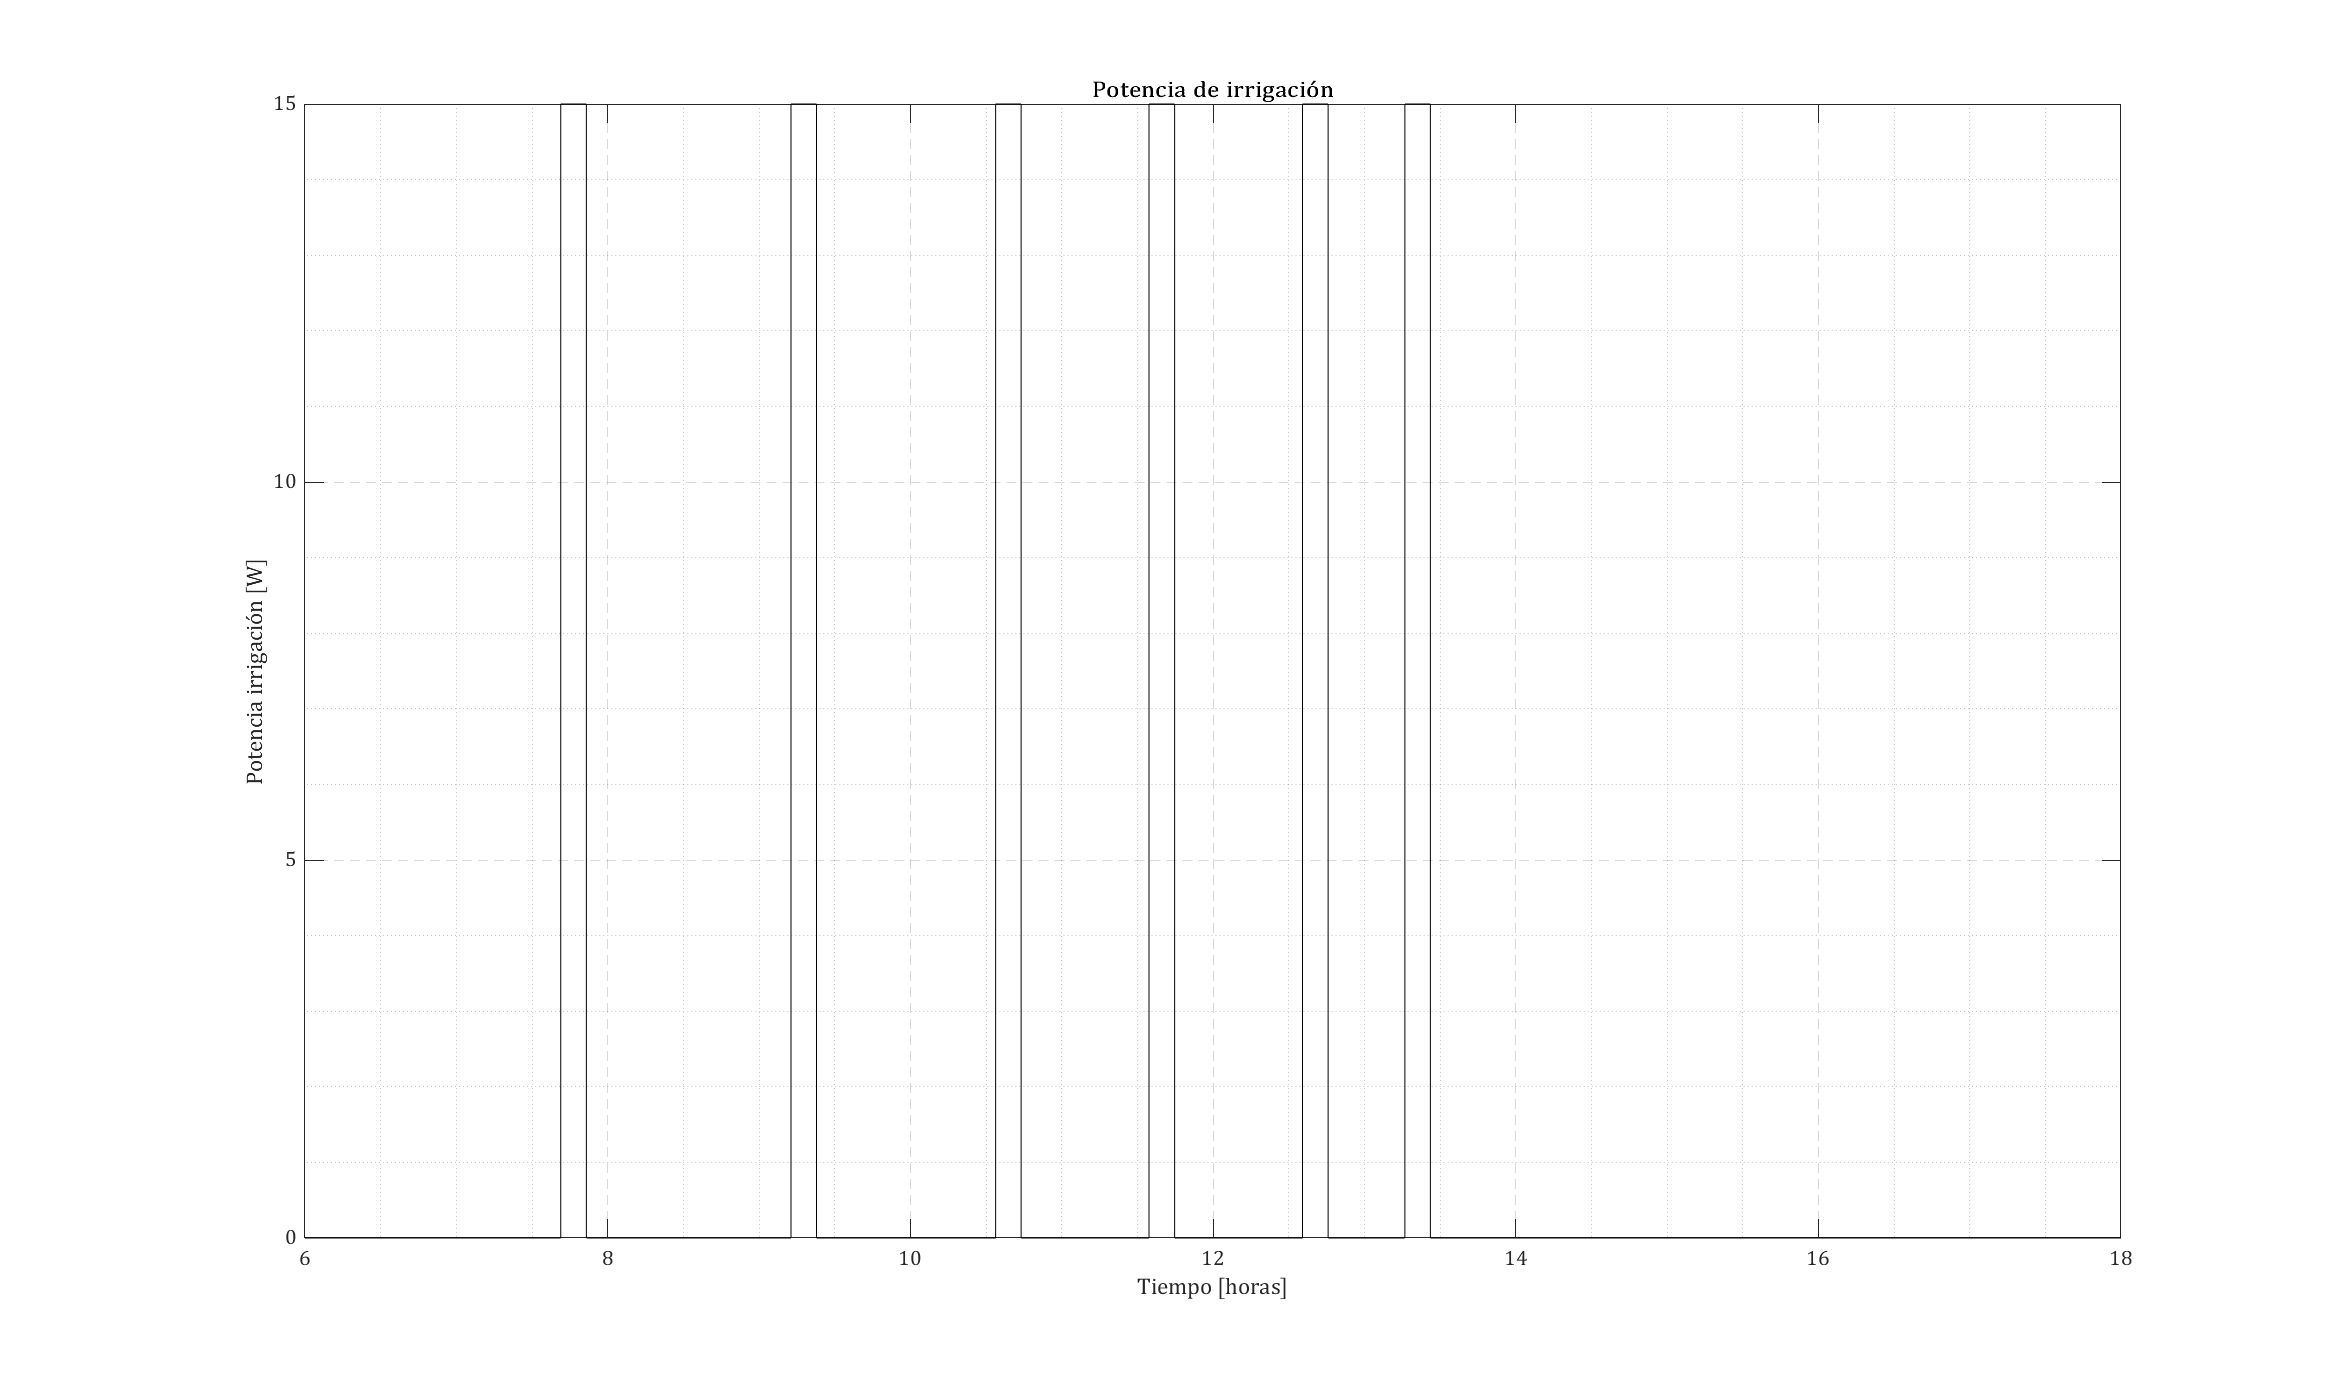 Potencia de irrigación
15
10
5
0
Potencia irrigación [W]
6 8 10 12 14 16 18
Tiempo [horas]